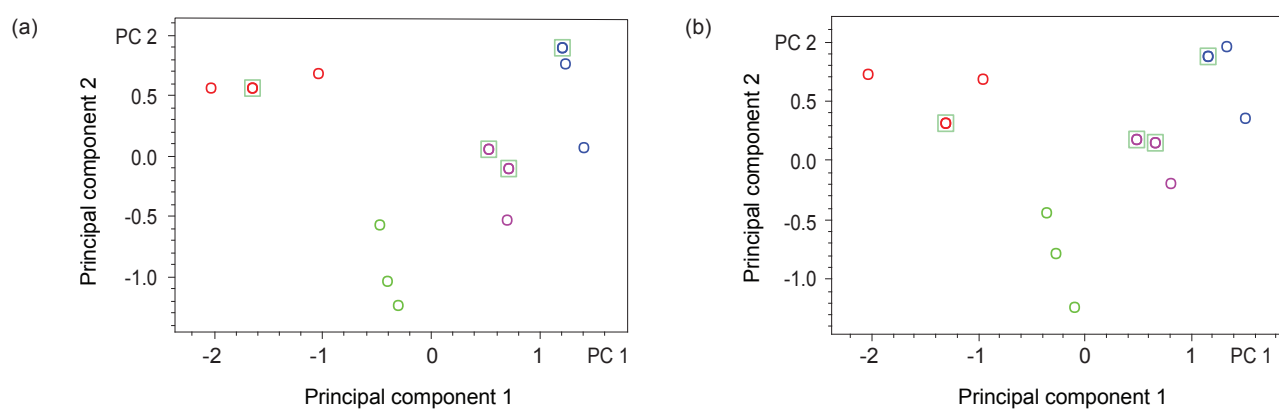 (a)
PC 2
0.5
0.0
-0.5
-1.0
Principal component 2
-2 -1 0 1 PC 1
Principal component 1
(b)
PC 2
0.5
0.0
-0.5
-1.0
Principal component 2
-2 -1 0 1 PC 1
Principal component 1